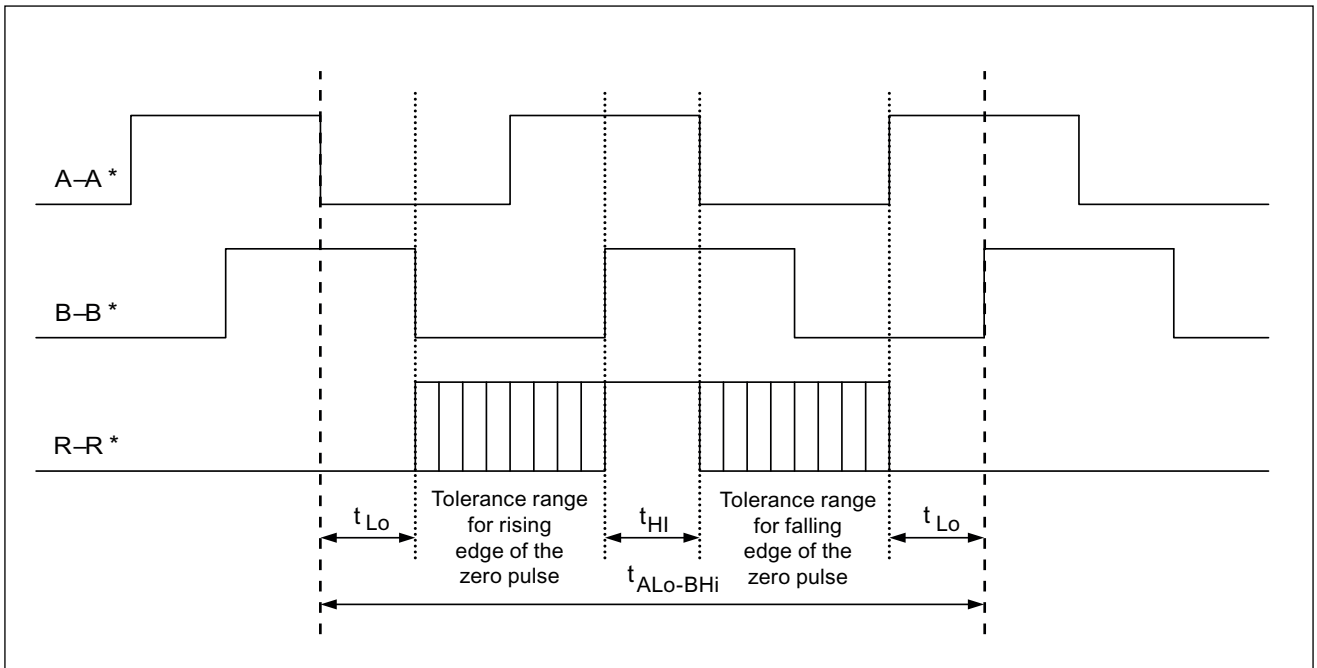 A–A *
B–B *
R–R *
t Lo
Tolerance range
for rising
edge of the
zero pulse
t HI
Tolerance range
for falling
edge of the
zero pulse
t Lo
t ALo-BHi